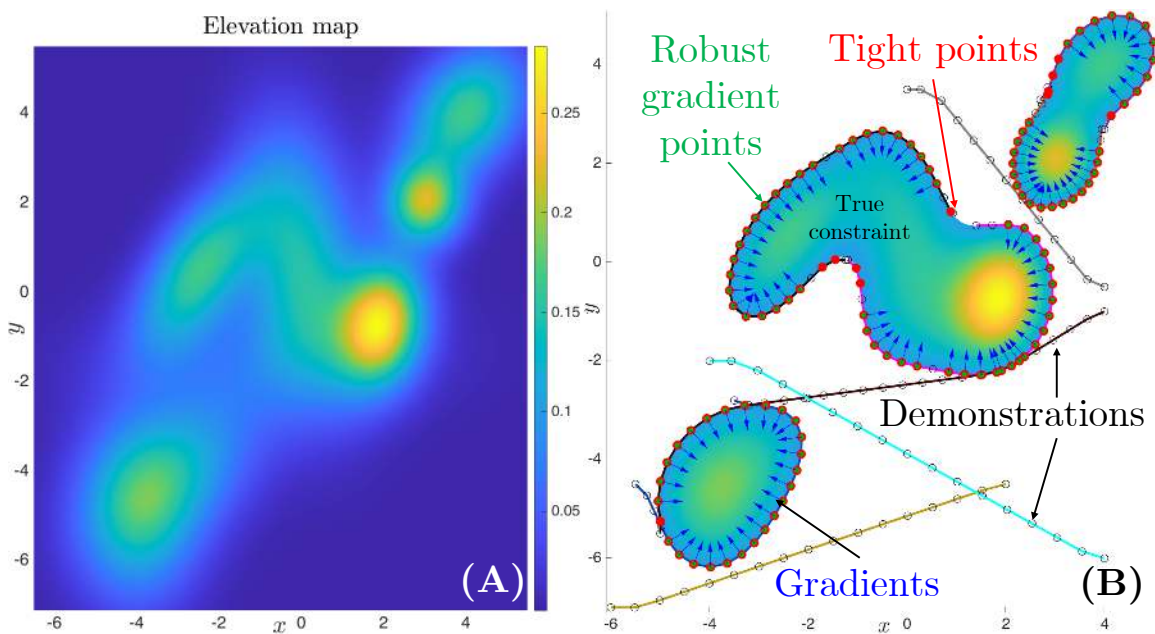 Elevation map
4
2
0
-2
-4
-6
y
-6
-4
-2
0
2
4
x
0.25
0.2
0.15
0.1
0.05
(A)
Robust
gradient
points
Tight points
True
constraint
Demonstrations
Gradients
(B)
4
2
0
-2
-4
-6
y
-6
-4
-2
0
2
4
x